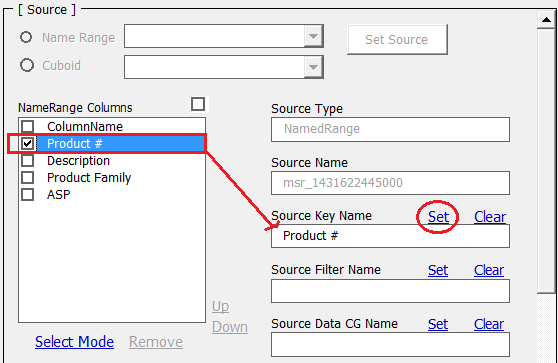 [ Source ]
Name Range
Set Source
Cuboid
NameRange Columns
ColumnName
Product #
Description
Product Family
ASP
Select Mode Remove
Up
Down
Source Type
NamedRange
Source Name
msr_1431622445000
Source Key Name Set Clear
Product #
Source Filter Name Set Clear
Source Data CG Name Set Clear